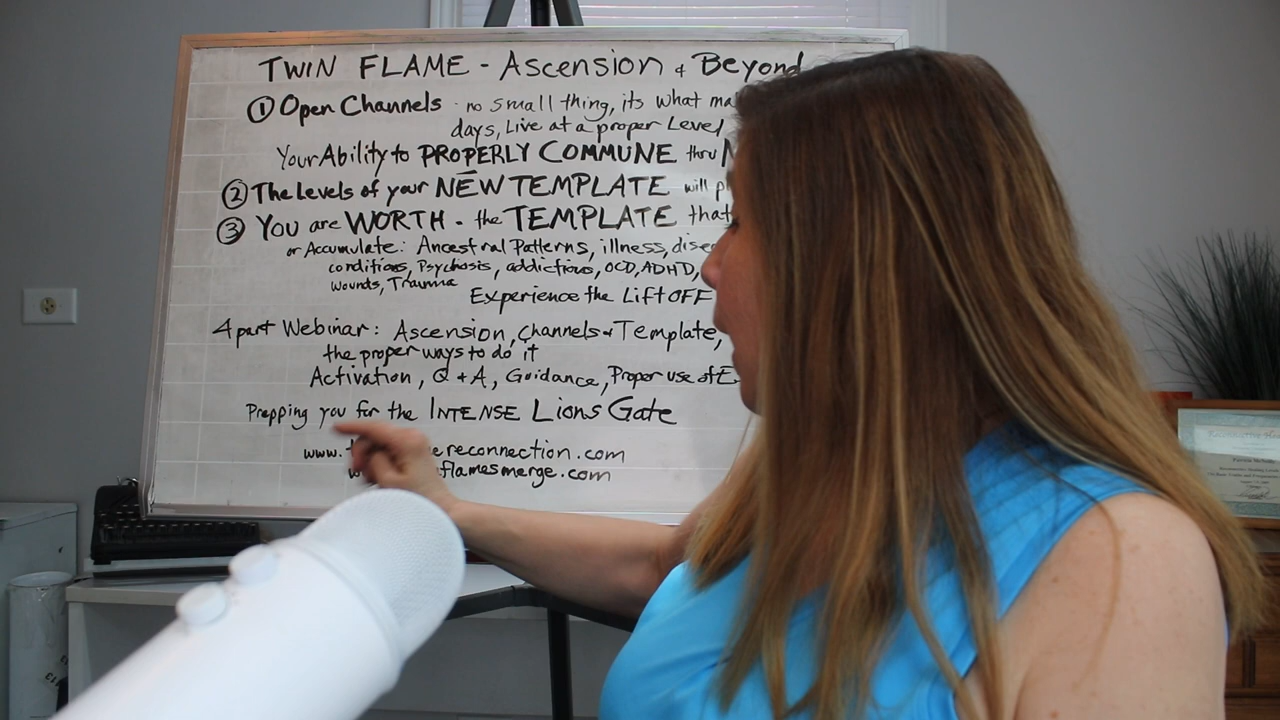 TWIN FLAME - Ascension & Beyond
① Open Channels - no small thing, its what ma
days, Live at a proper Level
Your Ability to PROPERLY COMMUNE thru
② The Levels of your NEW TEMPLATE will p
③ You are WORTH - the TEMPLATE that
or Accumulate: Ancestral Patterns, illness, disea
conditions, Psychosis, addictions, OCD, ADHD,
wounds, Trauma
Experience the Lift OFF
4 part Webinar: Ascension, Channels & Template,
the proper ways to do it
Activation, Q + A, Guidance, Proper use of E
Prepping you for the INTENSE Lions Gate
www.t e reconnection.com
w flamesmerge.com